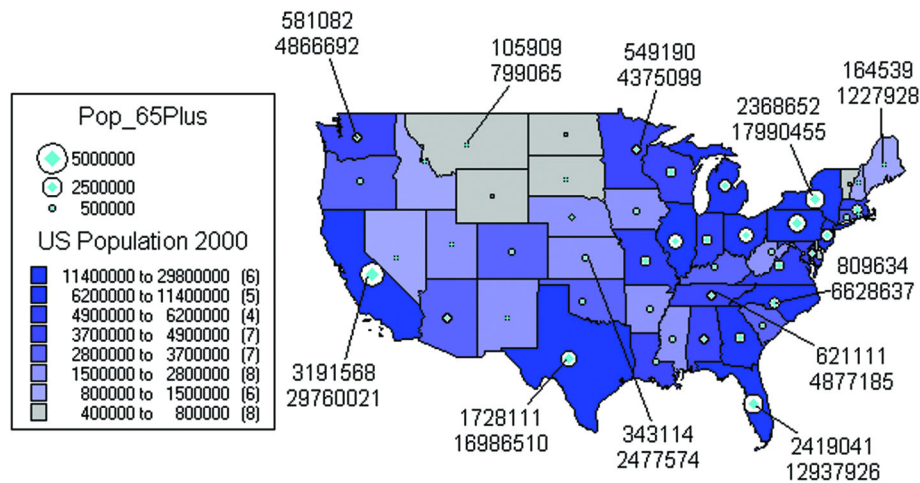 581082
4866692
105909
799065
549190
4375099
164539
1227928
2368652
17990455
Pop_65Plus
5000000
2500000
500000
US Population 2000
11400000 to 29800000 (6)
6200000 to 11400000 (5)
4900000 to 6200000 (4)
3700000 to 4900000 (7)
2800000 to 3700000 (7)
1500000 to 2800000 (8)
800000 to 1500000 (6)
400000 to 800000 (8)
809634
6628637
3191568
29760021
1728111
16986510
343114
2477574
621111
4877185
2419041
12937926